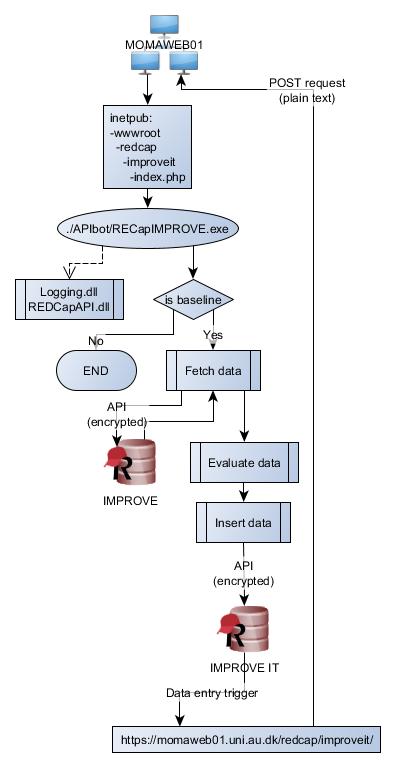 MOMAWEB01
POST request
(plain text)
inetpub:
-wwwroot
-redcap
-improveit
-index.php
./APIbot/RECapIMPROVE.exe
Logging.dll
REDCapAPI.dll
is baseline
No
Yes
END
Fetch data
API
(encrypted)
R
IMPROVE
Evaluate data
Insert data
API
(encrypted)
R
IMPROVE IT
Data entry trigger
https://momaweb01.uni.au.dk/redcap/improveit/